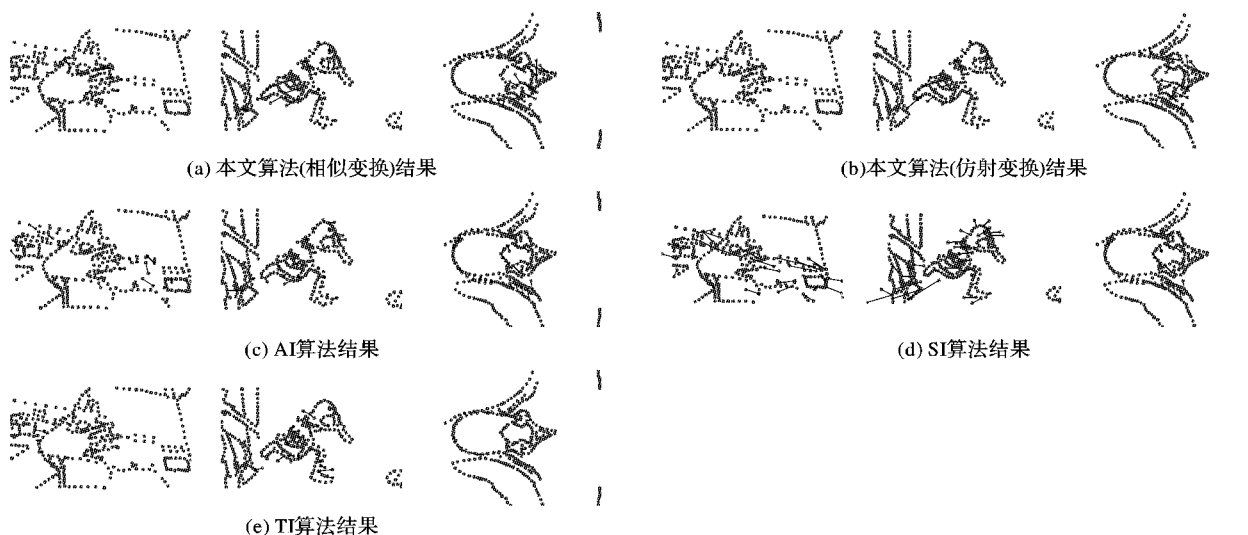 (a) 本文算法(相似变换)结果
(b)本文算法(仿射变换)结果
(c) AI算法结果
(d) SI算法结果
(e) TI算法结果